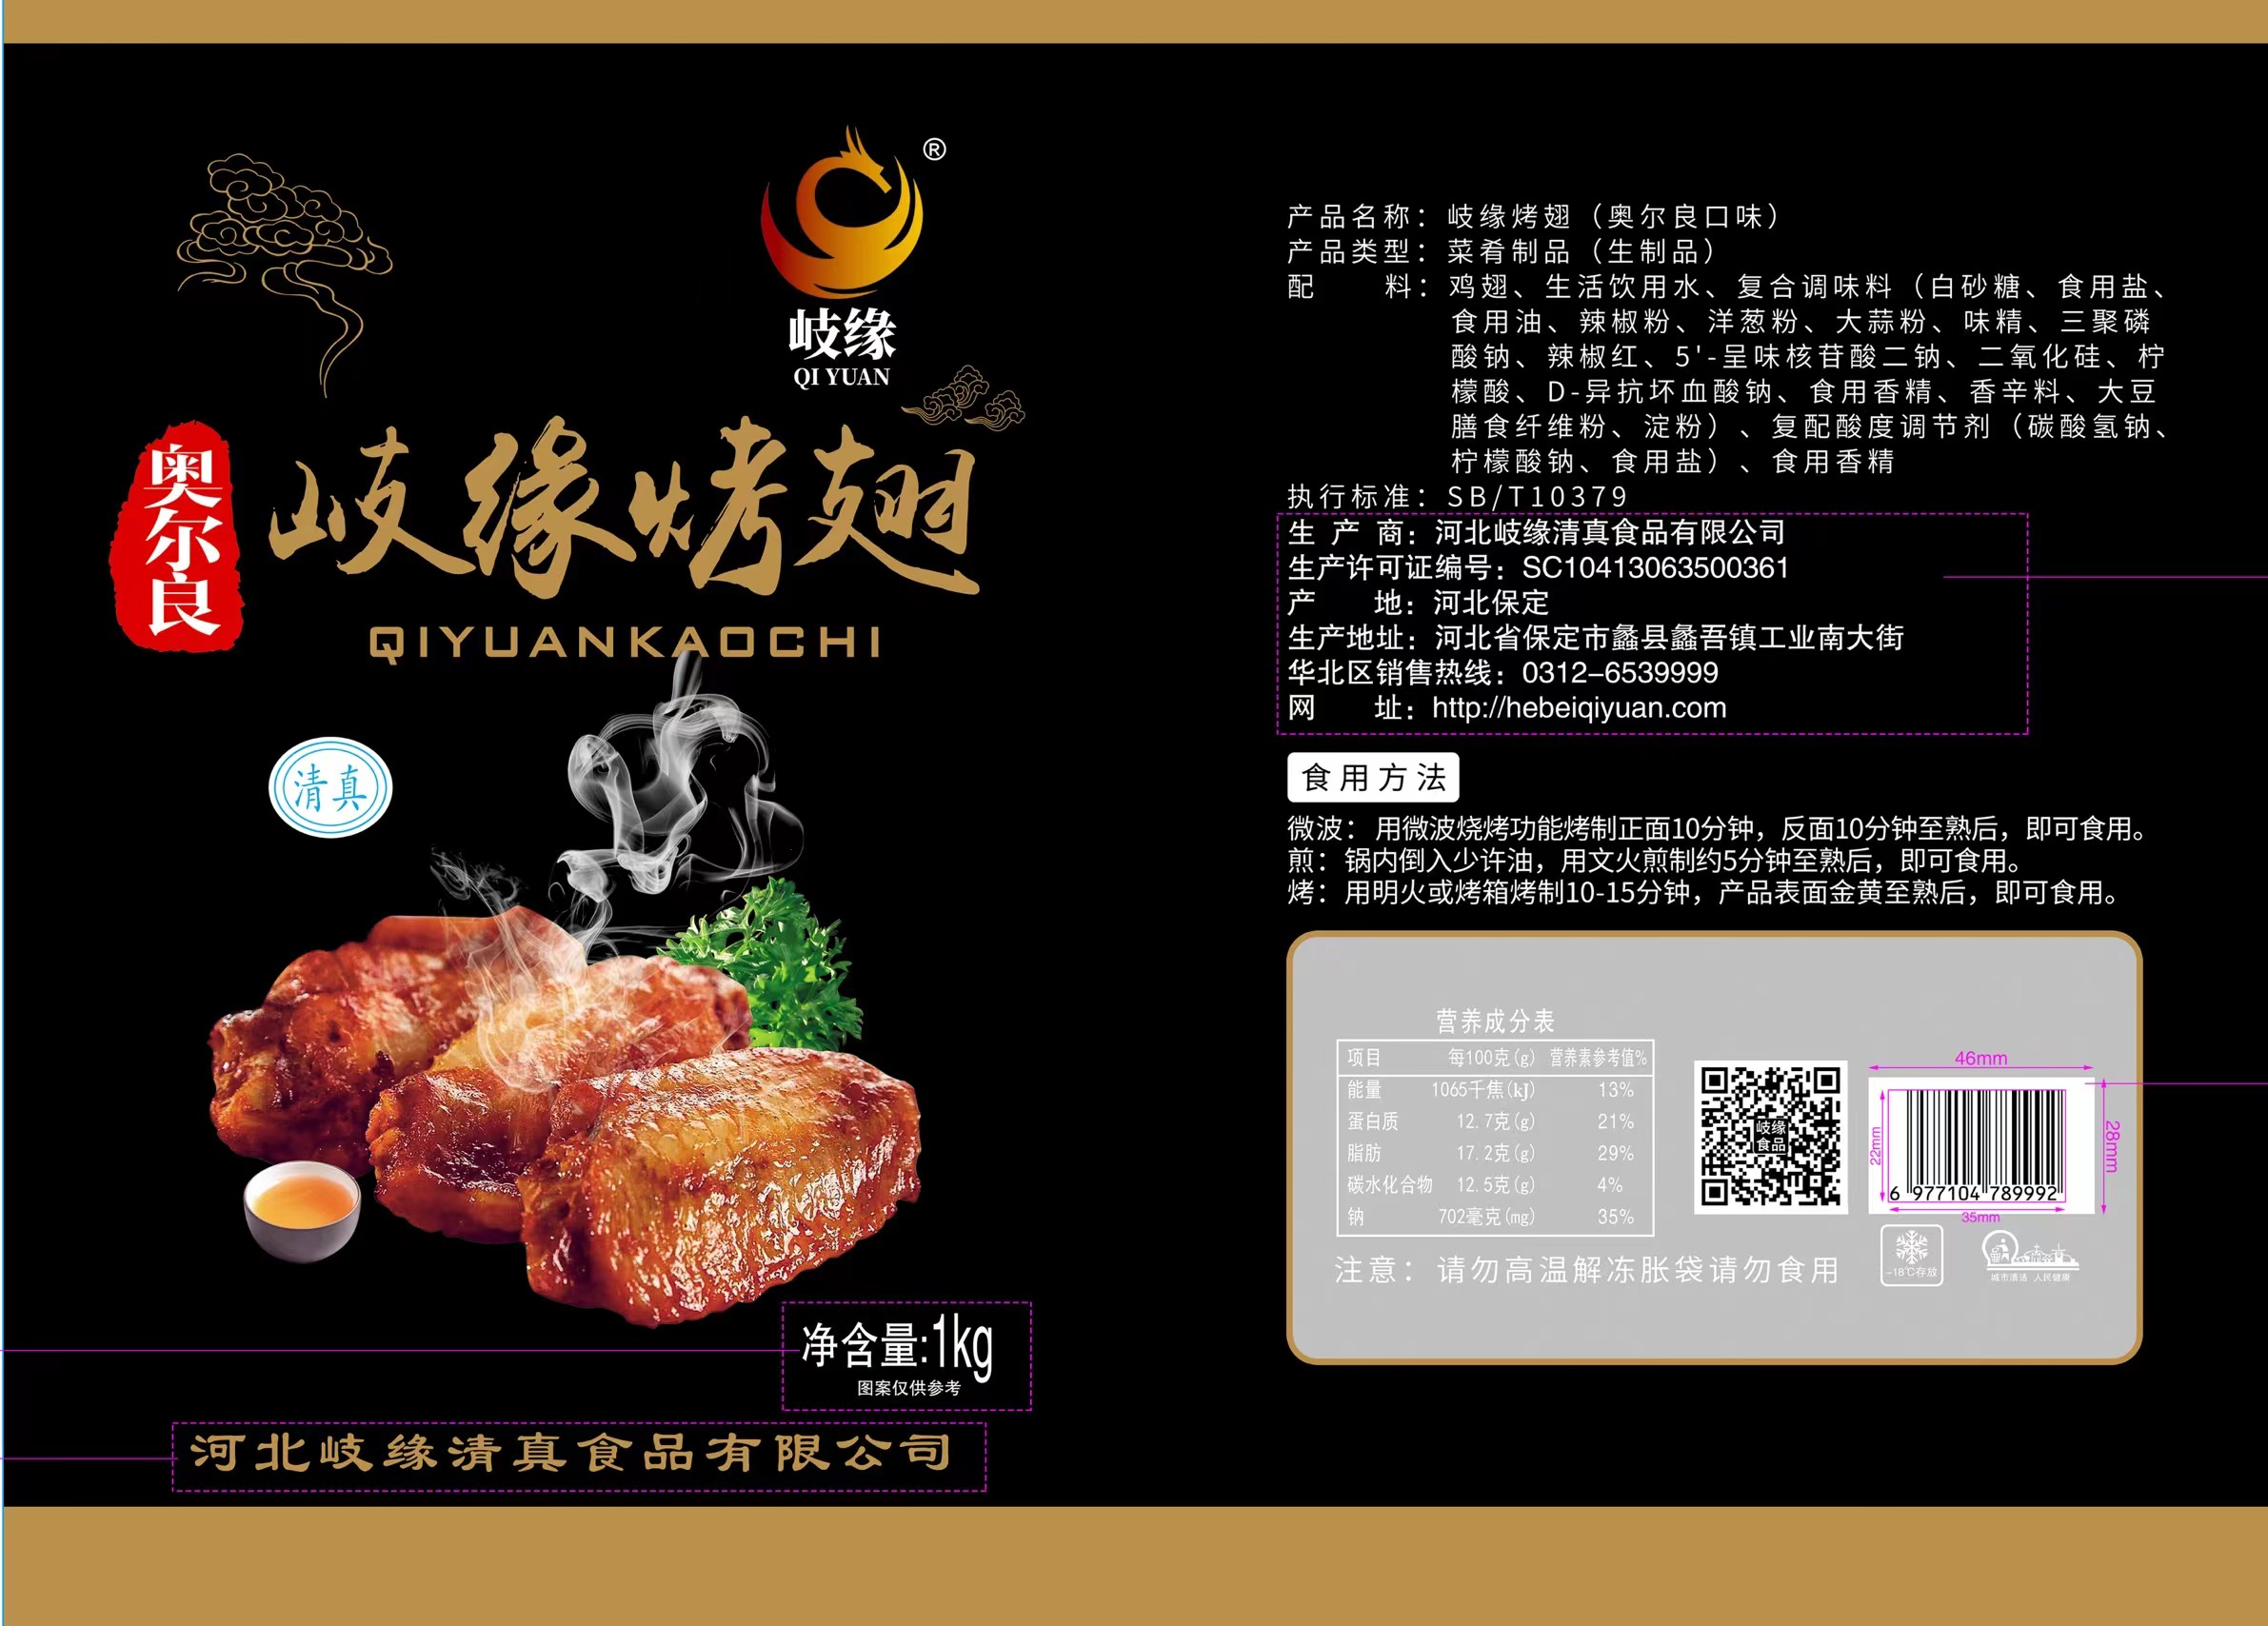 ®
岐缘
QI YUAN
奥尔良
岐缘烤翅
QIYUANKAOCHI
清真
净含量:1kg
图案仅供参考
河北岐缘清真食品有限公司
产品名称：岐缘烤翅（奥尔良口味）
产品类型：菜肴制品（生制品）
配 料：鸡翅、生活饮用水、复合调味料（白砂糖、食用盐、
食用油、辣椒粉、洋葱粉、大蒜粉、味精、三聚磷
酸钠、辣椒红、5'-呈味核苷酸二钠、二氧化硅、柠
檬酸、D-异抗坏血酸钠、食用香精、香辛料、大豆
膳食纤维粉、淀粉）、复配酸度调节剂（碳酸氢钠、
柠檬酸钠、食用盐）、食用香精
执行标准：SB/T10379
生 产 商：河北岐缘清真食品有限公司
生产许可证编号：SC10413063500361
产 地：河北保定
生产地址：河北省保定市蠡县蠡吾镇工业南大街
华北区销售热线：0312-6539999
网 址：http://hebeiqiyuan.com
食用方法
微波：用微波烧烤功能烤制正面10分钟，反面10分钟至熟后，即可食用。
煎：锅内倒入少许油，用文火煎制约5分钟至熟后，即可食用。
烤：用明火或烤箱烤制10-15分钟，产品表面金黄至熟后，即可食用。
营养成分表
项目 每100克(g) 营养素参考值%
能量 1065千焦(kJ) 13%
蛋白质 12.7克(g) 21%
脂肪 17.2克(g) 29%
碳水化合物 12.5克(g) 4%
钠 702毫克(mg) 35%
注意：请勿高温解冻胀袋请勿食用
岐缘
食品
46mm
22mm
28mm
6 977104 789992
35mm
-18℃存放
城市清洁 人民健康